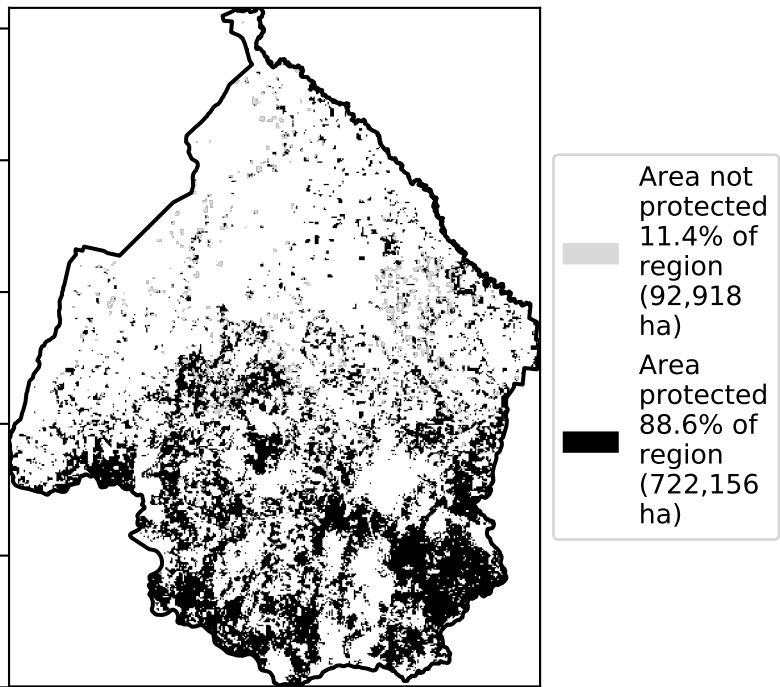 Area not
protected
11.4% of
region
(92,918
ha)
Area
protected
88.6% of
region
(722,156
ha)